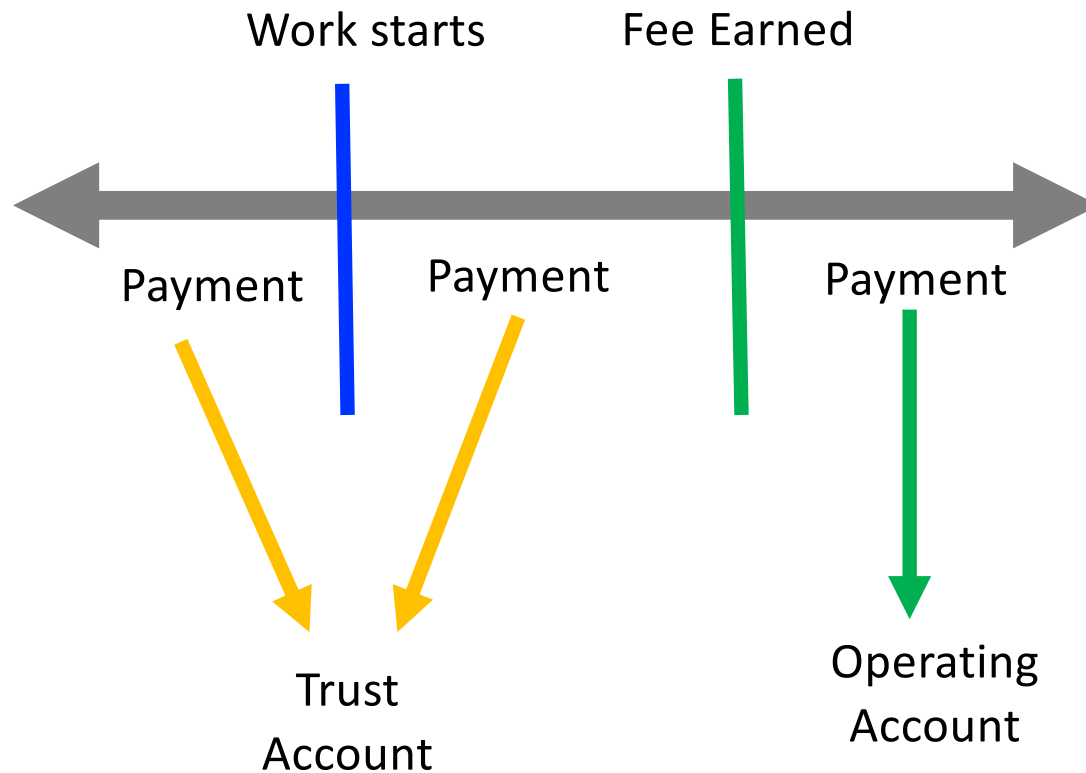 Work starts
Fee Earned
Payment
Payment
Payment
Trust
Account
Operating
Account